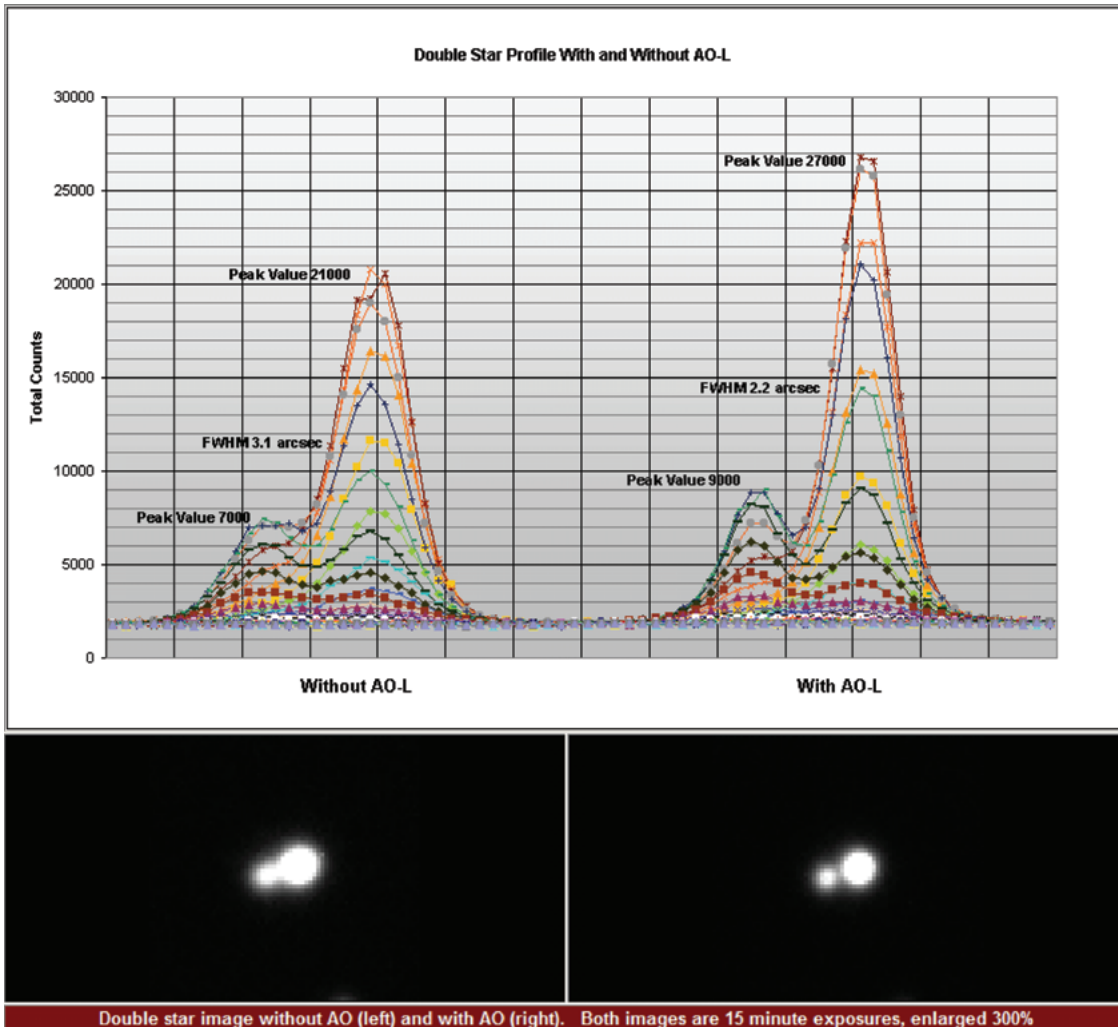 Double Star Profile With and Without AO-L
30000
25000
20000
15000
10000
5000
0
Total Counts
Peak Value 27000
Peak Value 21000
FWHM 2.2 arcsec
FWHM 3.1 arcsec
Peak Value 9000
Peak Value 7000
Without AO-L
With AO-L
Double star image without AO (left) and with AO (right). Both images are 15 minute exposures, enlarged 300%